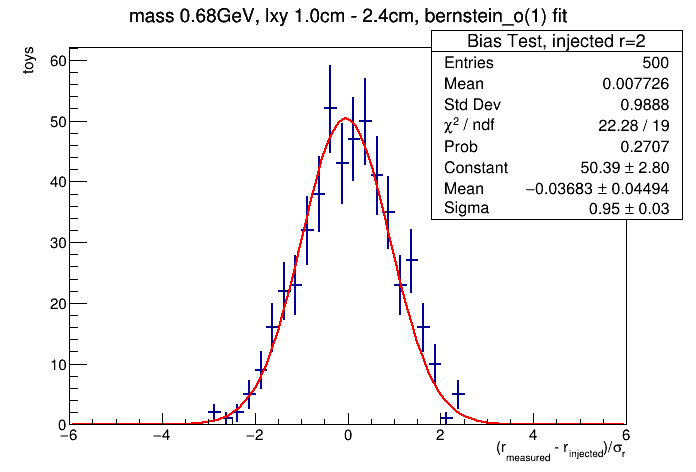 mass 0.68GeV, lxy 1.0cm - 2.4cm, bernstein_o(1) fit
toys
Bias Test, injected r=2
Entries 500
Mean 0.007726
Std Dev 0.9888
χ² / ndf 22.28 / 19
Prob 0.2707
Constant 50.39 ± 2.80
Mean −0.03683 ± 0.04494
Sigma 0.95 ± 0.03
60
50
40
30
20
10
0
−6 −4 −2 0 2 4 6
(r_measured - r_injected)/σ_r